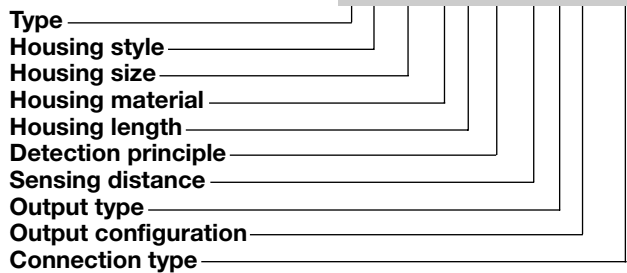 Type
Housing style
Housing size
Housing material
Housing length
Detection principle
Sensing distance
Output type
Output configuration
Connection type